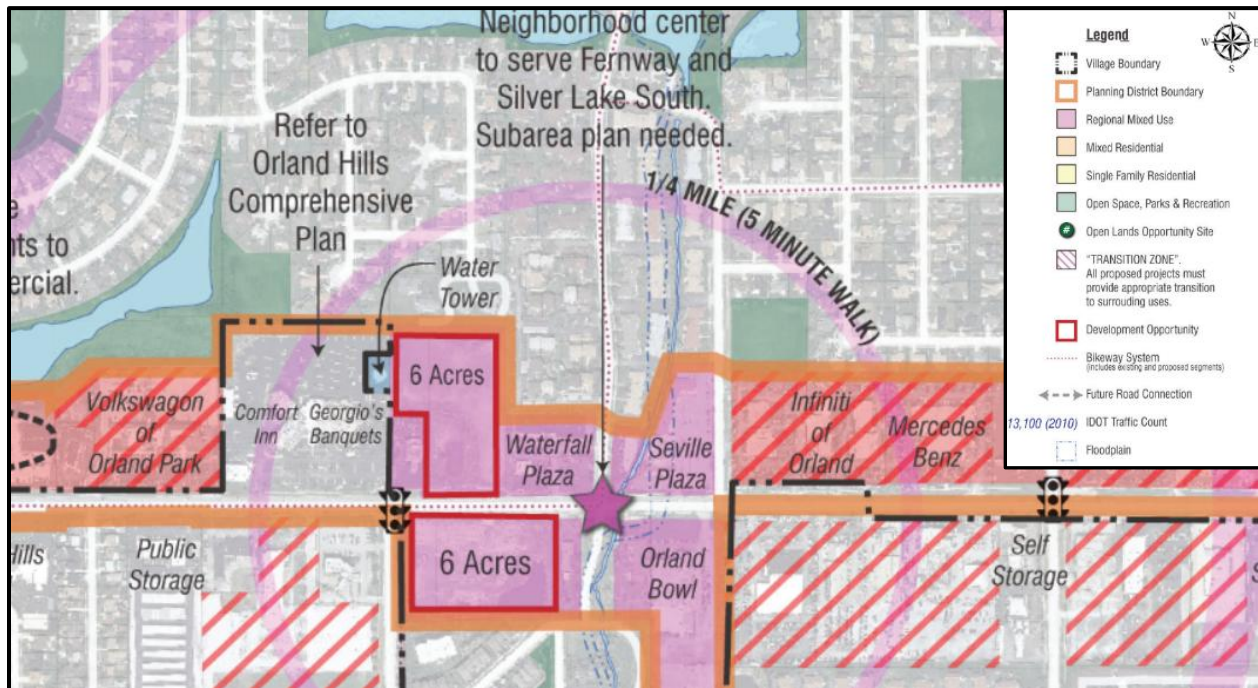 Neighborhood center
to serve Fernway and
Silver Lake South.
Subarea plan needed.
Refer to
Orland Hills
Comprehensive
Plan
1/4 MILE (5 MINUTE WALK)
nts to
ercial.
Water
Tower
6 Acres
Volkswagon
of
Orland Park
Comfort
Inn
Georgio's
Banquets
Waterfall
Plaza
Seville
Plaza
Infiniti
of
Orland
Mercedes
Benz
Hills
Public
Storage
6 Acres
Orland
Bowl
Self
Storage
Legend
N
W E
S
Village Boundary
Planning District Boundary
Regional Mixed Use
Mixed Residential
Single Family Residential
Open Space, Parks & Recreation
# Open Lands Opportunity Site
"TRANSITION ZONE".
All proposed projects must
provide appropriate transition
to surrouding uses.
Development Opportunity
Bikeway System
(includes existing and proposed segments)
Future Road Connection
13,100 (2010) IDOT Traffic Count
Floodplain